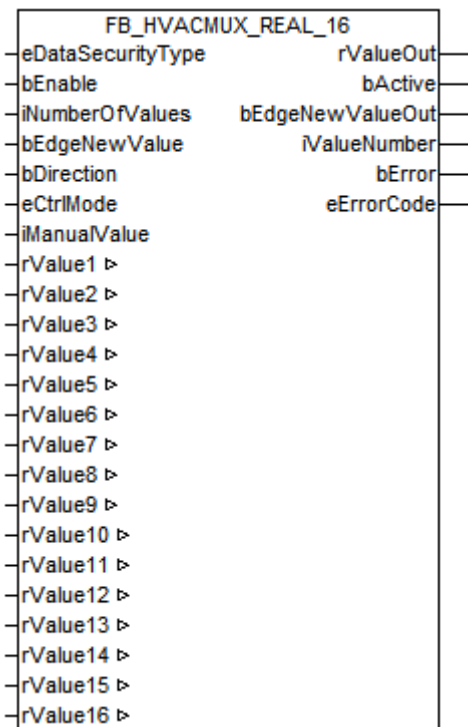 FB_HVACMUX_REAL_16
eDataSecurityType rValueOut
bEnable bActive
iNumberOfValues bEdgeNewValueOut
bEdgeNewValue iValueNumber
bDirection bError
eCtrlMode eErrorCode
iManualValue
rValue1
rValue2
rValue3
rValue4
rValue5
rValue6
rValue7
rValue8
rValue9
rValue10
rValue11
rValue12
rValue13
rValue14
rValue15
rValue16